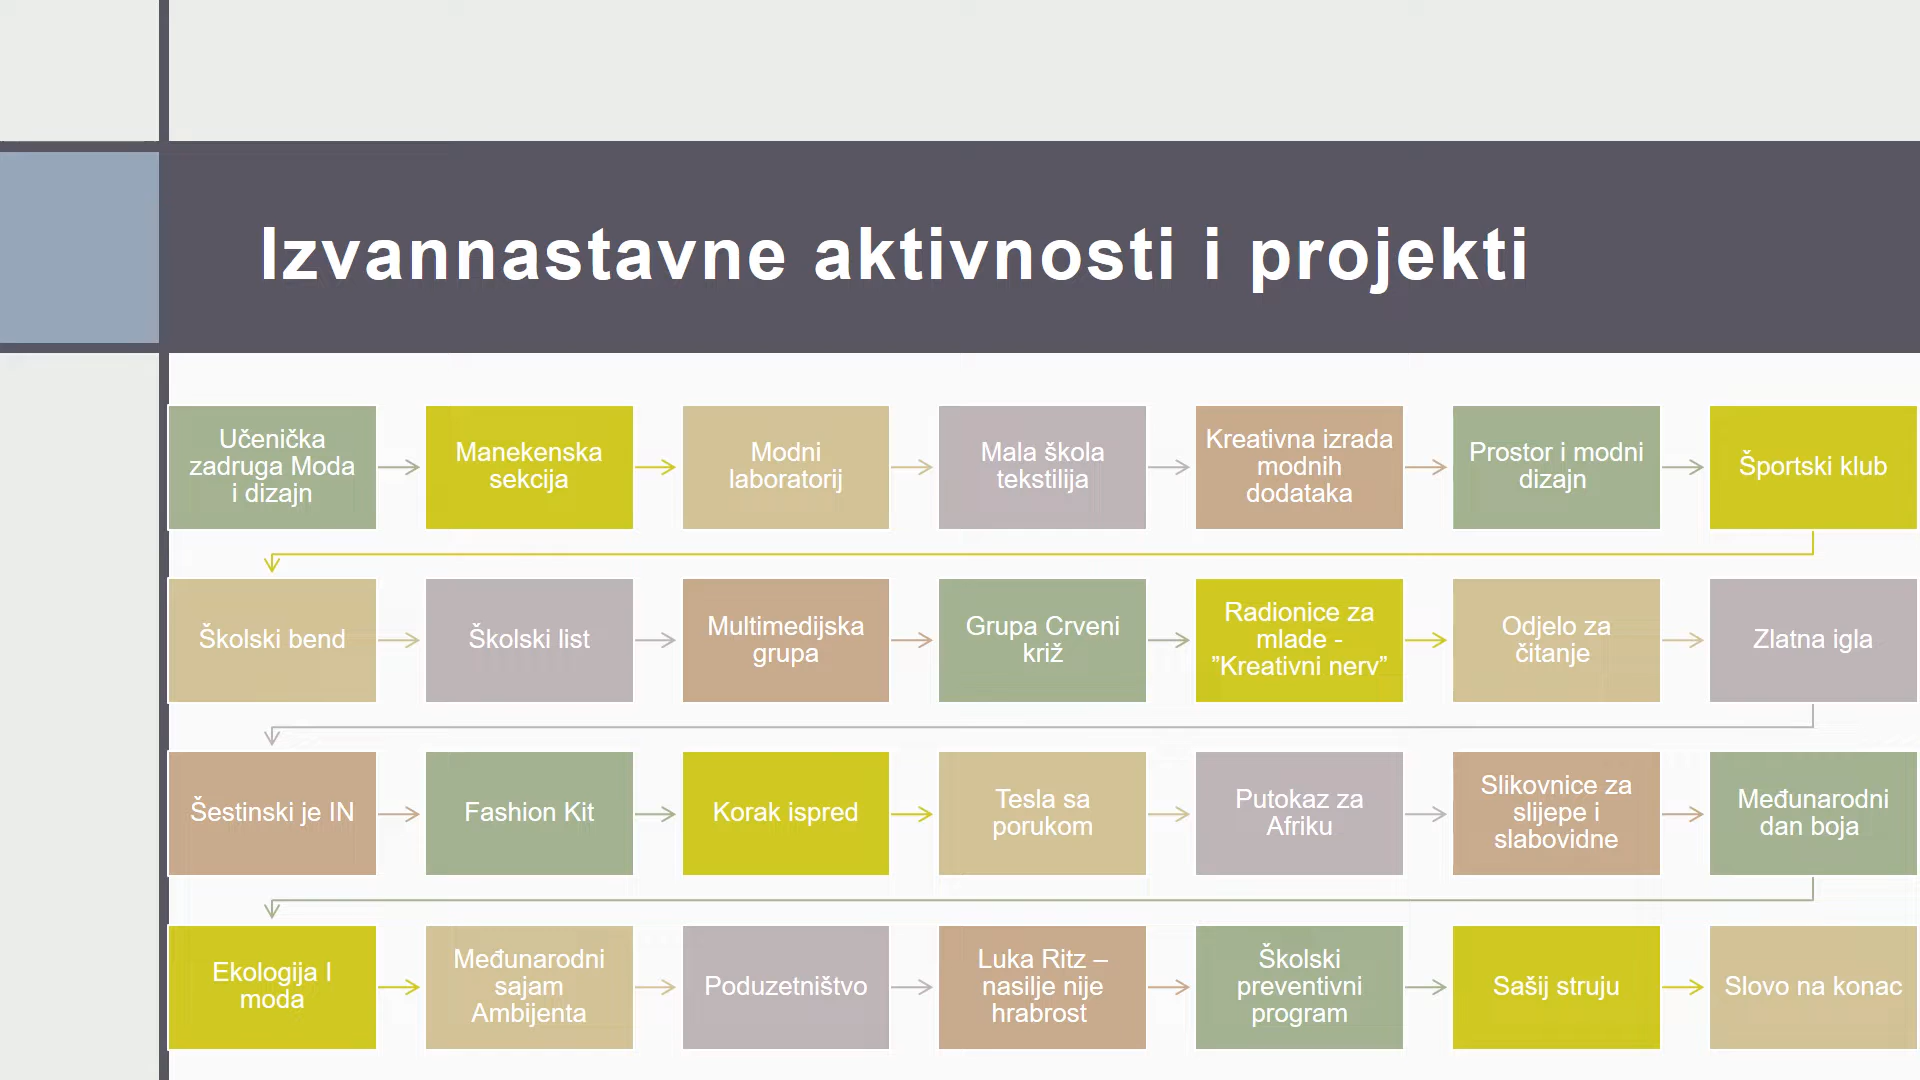 Izvannastavne aktivnosti i projekti
Učenička
zadruga Moda
i dizajn
Manekenska
sekcija
Modni
laboratorij
Mala škola
tekstilija
Kreativna izrada
modnih
dodataka
Prostor i modni
dizajn
Športski klub
Školski bend
Školski list
Multimedijska
grupa
Grupa Crveni
križ
Radionice za
mlade -
”Kreativni nerv”
Odjelo za
čitanje
Zlatna igla
Šestinski je IN
Fashion Kit
Korak ispred
Tesla sa
porukom
Putokaz za
Afriku
Slikovnice za
slijepe i
slabovidne
Međunarodni
dan boja
Ekologija I
moda
Međunarodni
sajam
Ambijenta
Poduzetništvo
Luka Ritz –
nasilje nije
hrabrost
Školski
preventivni
program
Sašij struju
Slovo na konac